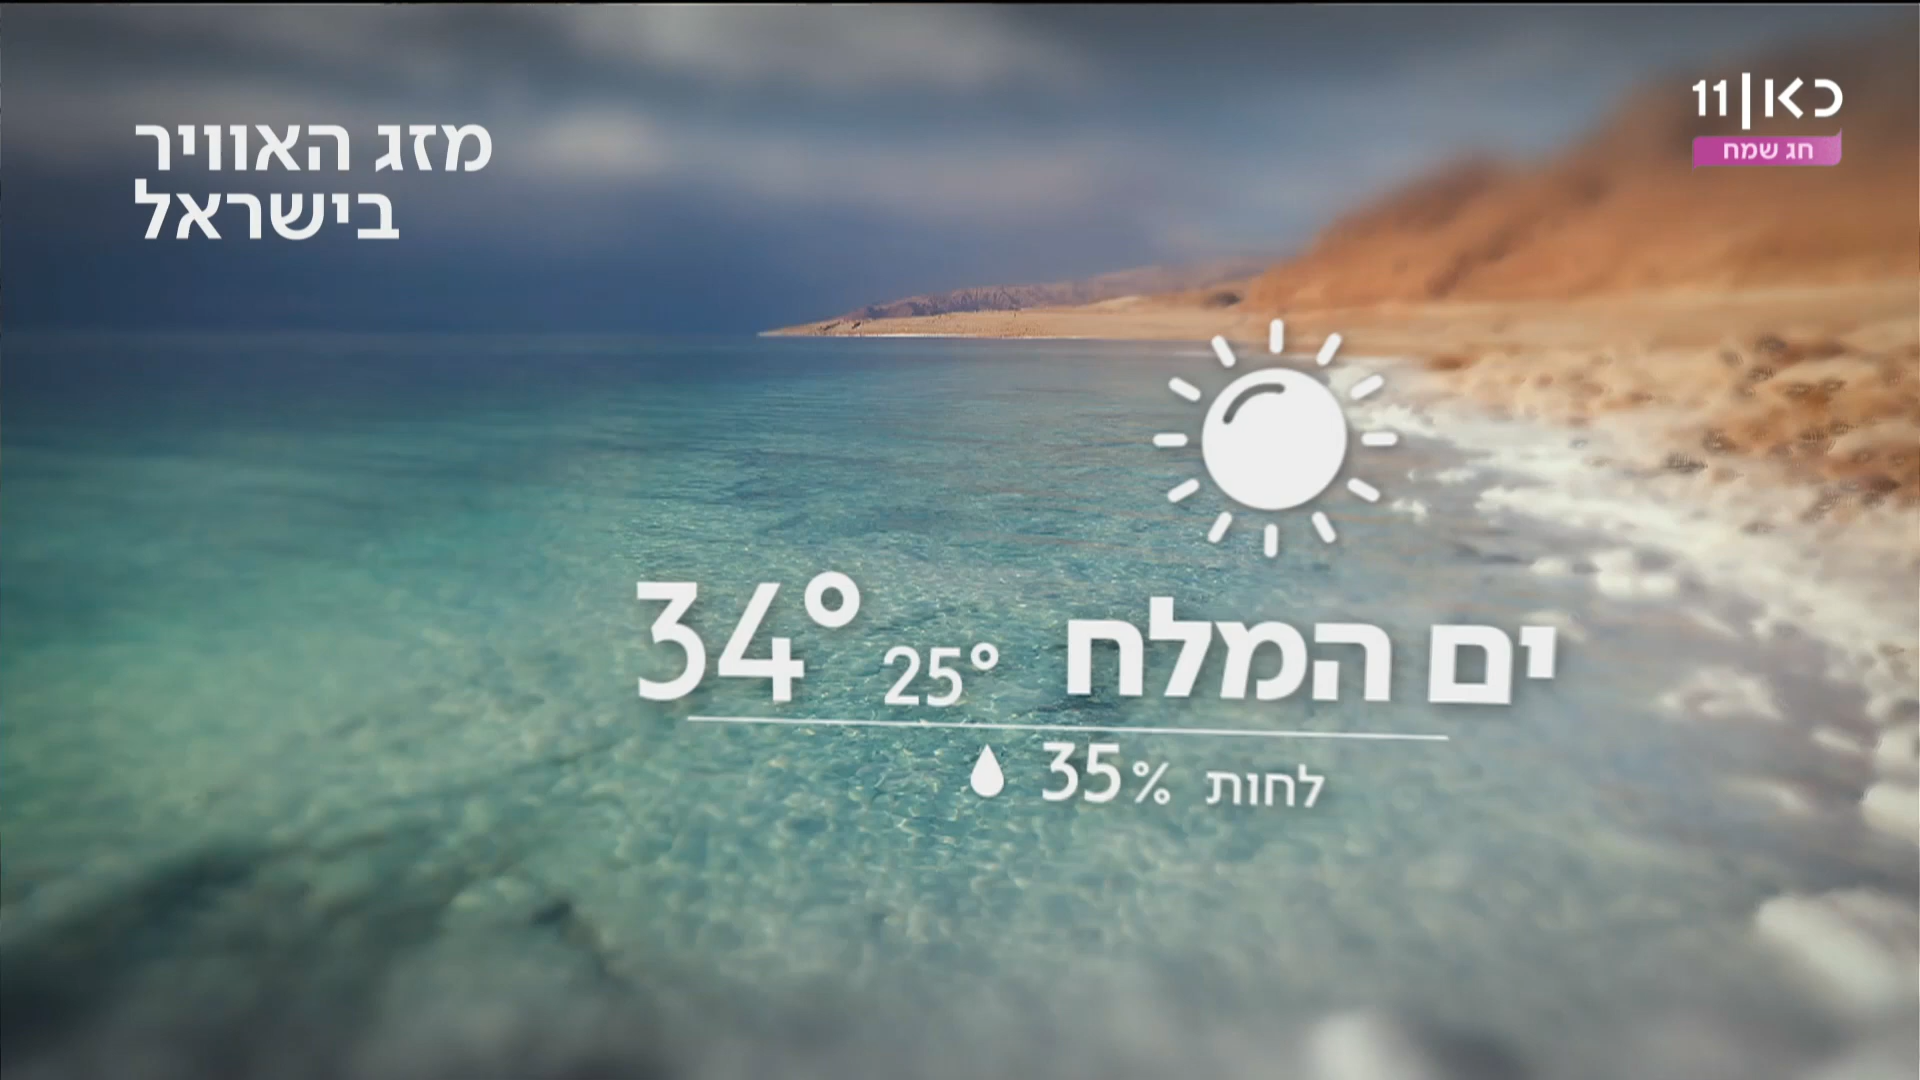 מזג האוויר
בישראל
כאן 11
חג שמח
ים המלח 25° 34°
לחות 35%